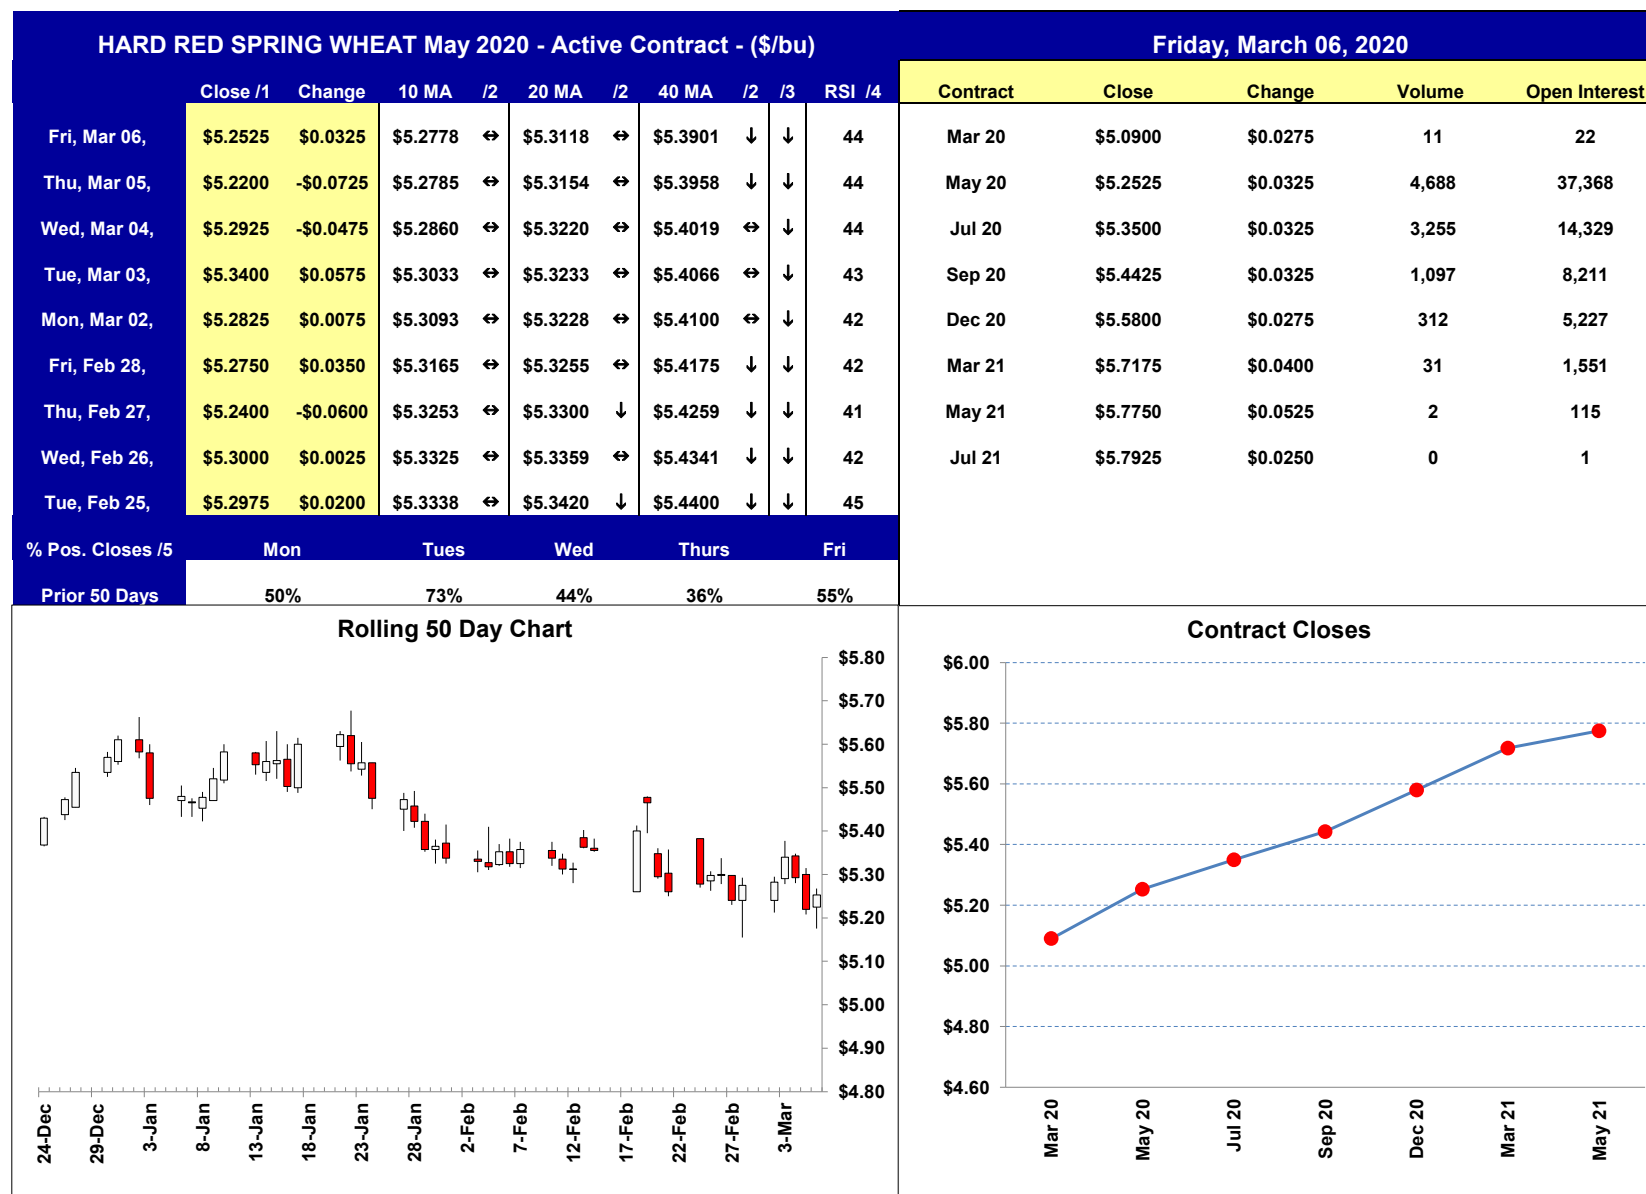 HARD RED SPRING WHEAT May 2020 - Active Contract - ($/bu)
Close /1 Change 10 MA /2 20 MA /2 40 MA /2 /3 RSI /4
Fri, Mar 06, $5.2525 $0.0325 $5.2778 ⇔ $5.3118 ⇔ $5.3901 ↓ ↓ 44
Thu, Mar 05, $5.2200 -$0.0725 $5.2785 ⇔ $5.3154 ⇔ $5.3958 ↓ ↓ 44
Wed, Mar 04, $5.2925 -$0.0475 $5.2860 ⇔ $5.3220 ⇔ $5.4019 ⇔ ↓ 44
Tue, Mar 03, $5.3400 $0.0575 $5.3033 ⇔ $5.3233 ⇔ $5.4066 ⇔ ↓ 43
Mon, Mar 02, $5.2825 $0.0075 $5.3093 ⇔ $5.3228 ⇔ $5.4100 ⇔ ↓ 42
Fri, Feb 28, $5.2750 $0.0350 $5.3165 ⇔ $5.3255 ⇔ $5.4175 ↓ ↓ 42
Thu, Feb 27, $5.2400 -$0.0600 $5.3253 ⇔ $5.3300 ↓ $5.4259 ↓ ↓ 41
Wed, Feb 26, $5.3000 $0.0025 $5.3325 ⇔ $5.3359 ⇔ $5.4341 ↓ ↓ 42
Tue, Feb 25, $5.2975 $0.0200 $5.3338 ⇔ $5.3420 ↓ $5.4400 ↓ ↓ 45
% Pos. Closes /5 Mon Tues Wed Thurs Fri
Prior 50 Days 50% 73% 44% 36% 55%
Friday, March 06, 2020
Contract Close Change Volume Open Interest
Mar 20 $5.0900 $0.0275 11 22
May 20 $5.2525 $0.0325 4,688 37,368
Jul 20 $5.3500 $0.0325 3,255 14,329
Sep 20 $5.4425 $0.0325 1,097 8,211
Dec 20 $5.5800 $0.0275 312 5,227
Mar 21 $5.7175 $0.0400 31 1,551
May 21 $5.7750 $0.0525 2 115
Jul 21 $5.7925 $0.0250 0 1
Rolling 50 Day Chart
$5.80
$5.70
$5.60
$5.50
$5.40
$5.30
$5.20
$5.10
$5.00
$4.90
$4.80
24-Dec 29-Dec 3-Jan 8-Jan 13-Jan 18-Jan 23-Jan 28-Jan 2-Feb 7-Feb 12-Feb 17-Feb 22-Feb 27-Feb 3-Mar
Contract Closes
$6.00
$5.80
$5.60
$5.40
$5.20
$5.00
$4.80
$4.60
Mar 20 May 20 Jul 20 Sep 20 Dec 20 Mar 21 May 21